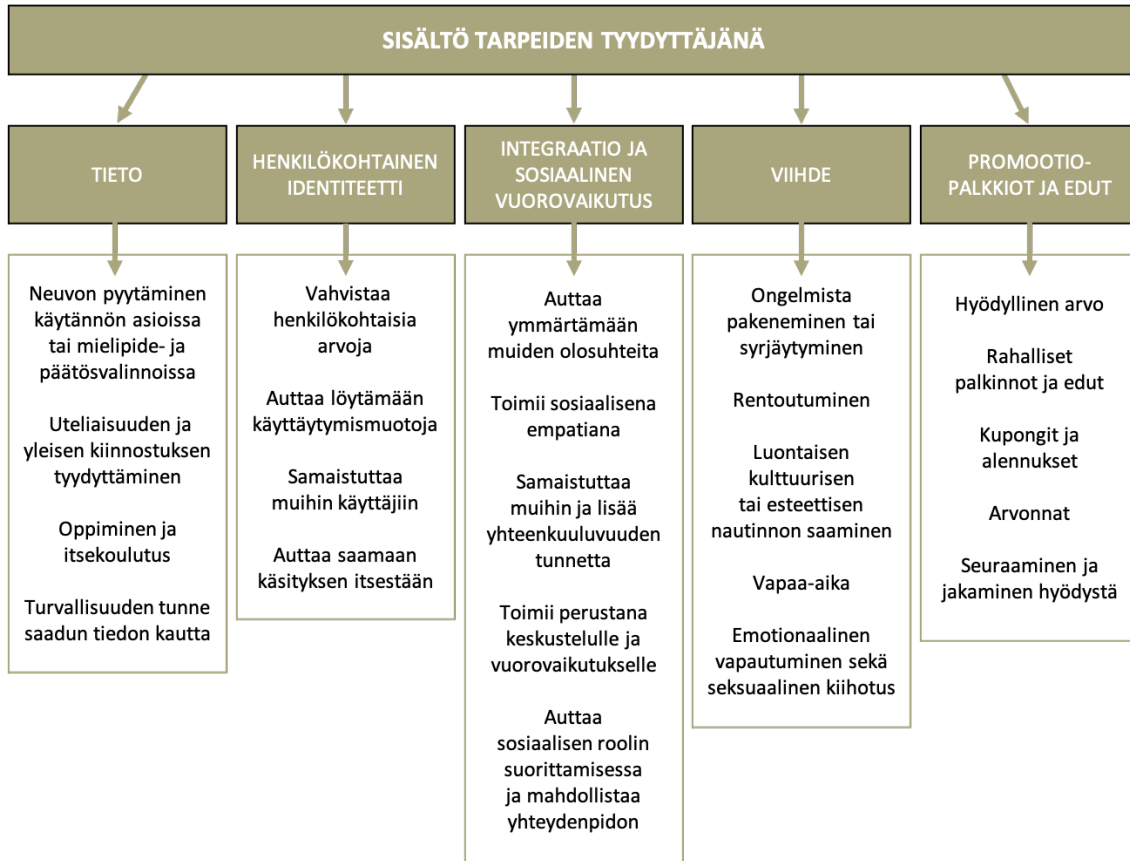 SISÄLTÖ TARPEIDEN TYYDYTTÄJÄNÄ
TIETO
HENKILÖKOHTAINEN
IDENTITEETTI
INTEGRAATIO JA
SOSIAALINEN
VUOROVAIKUTUS
VIIHDE
PROMOOTIO-
PALKKIOT JA EDUT
Neuvon pyytäminen
käytännön asioissa
tai mielipide- ja
päätösvalinnoissa
Uteliaisuuden ja
yleisen kiinnostuksen
tyydyttäminen
Oppiminen ja
itsekoulutus
Turvallisuuden tunne
saadun tiedon kautta
Vahvistaa
henkilökohtaisia
arvoja
Auttaa löytämään
käyttäytymismuotoja
Samaistuttaa
muihin käyttäjiin
Auttaa saamaan
käsityksen itsestään
Auttaa
ymmärtämään
muiden olosuhteita
Toimii sosiaalisena
empatiana
Samaistuttaa
muihin ja lisää
yhteenkuuluvuuden
tunnetta
Toimii perustana
keskustelulle ja
vuorovaikutukselle
Auttaa
sosiaalisen roolin
suorittamisessa
ja mahdollistaa
yhteydenpidon
Ongelmista
pakeneminen tai
syrjäytyminen
Rentoutuminen
Luontaisen
kulttuurisen
tai esteettisen
nautinnon saaminen
Vapaa-aika
Emotionaalinen
vapautuminen sekä
seksuaalinen kiihotus
Hyödyllinen arvo
Rahalliset
palkinnot ja edut
Kupongit ja
alennukset
Arvonnat
Seuraaminen ja
jakaminen hyödystä